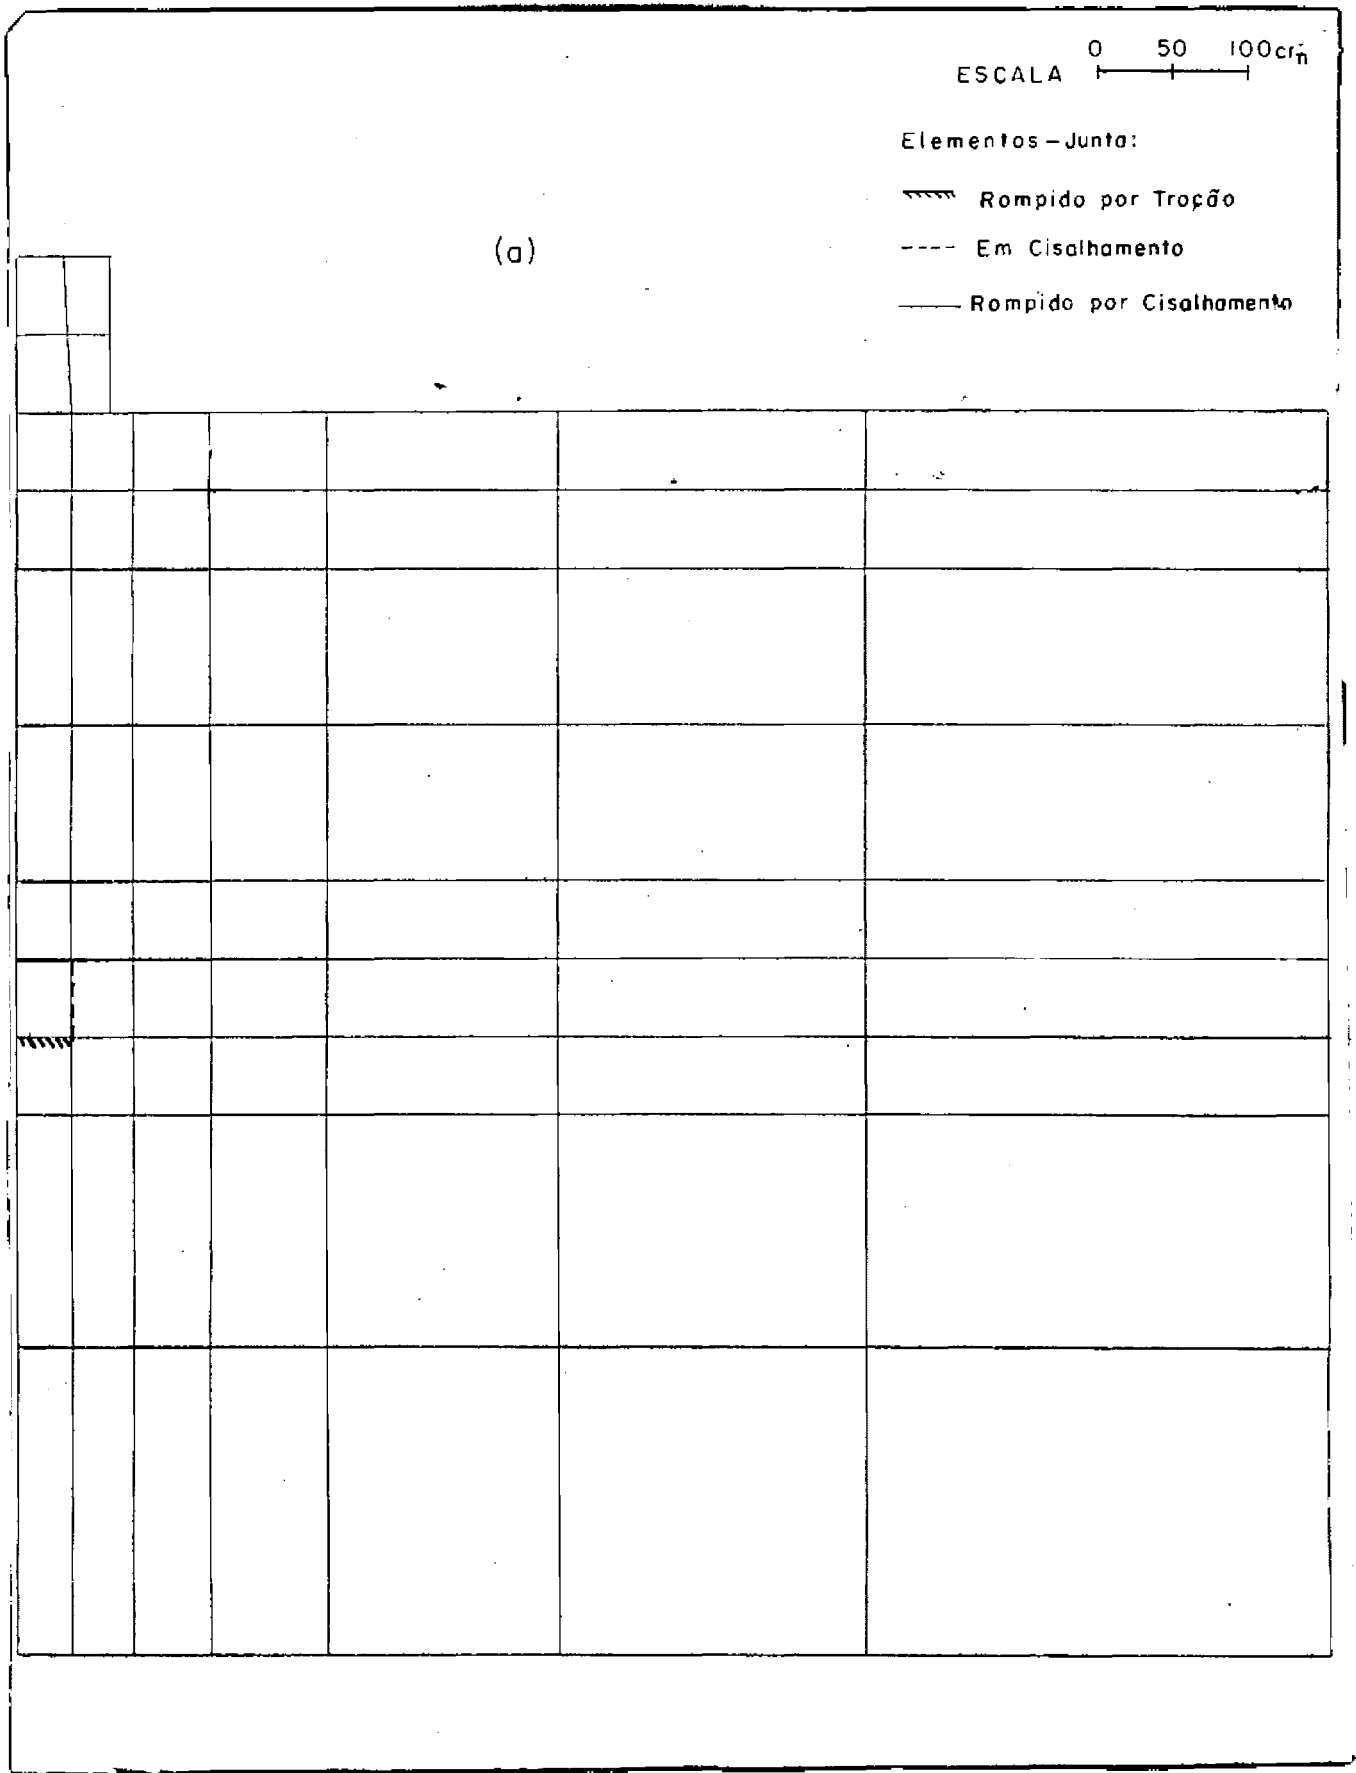 0 50 100cm
ESCALA
Elementos-Junta:
Rompido por Tração
(a)
Em Cisalhamento
Rompido por Cisalhamento